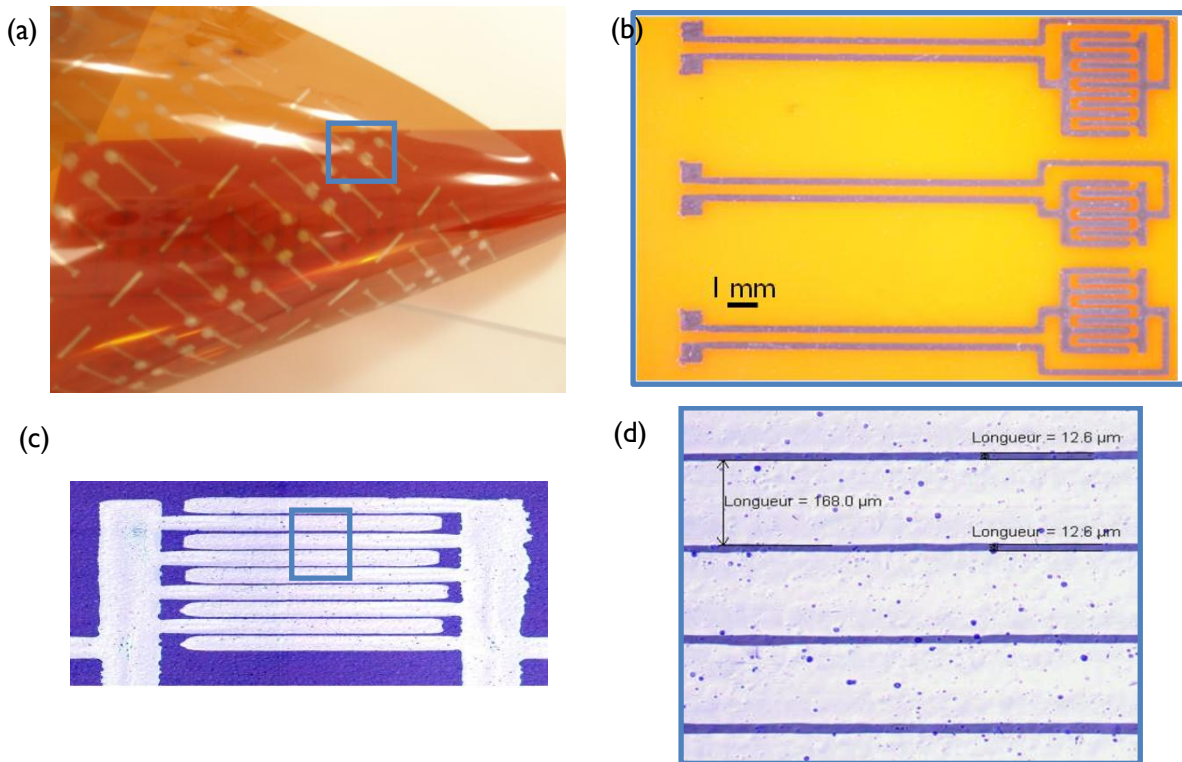 (a)
(b)
1 mm
(c)
(d)
Longueur = 12.6 µm
Longueur = 168.0 µm
Longueur = 12.6 µm